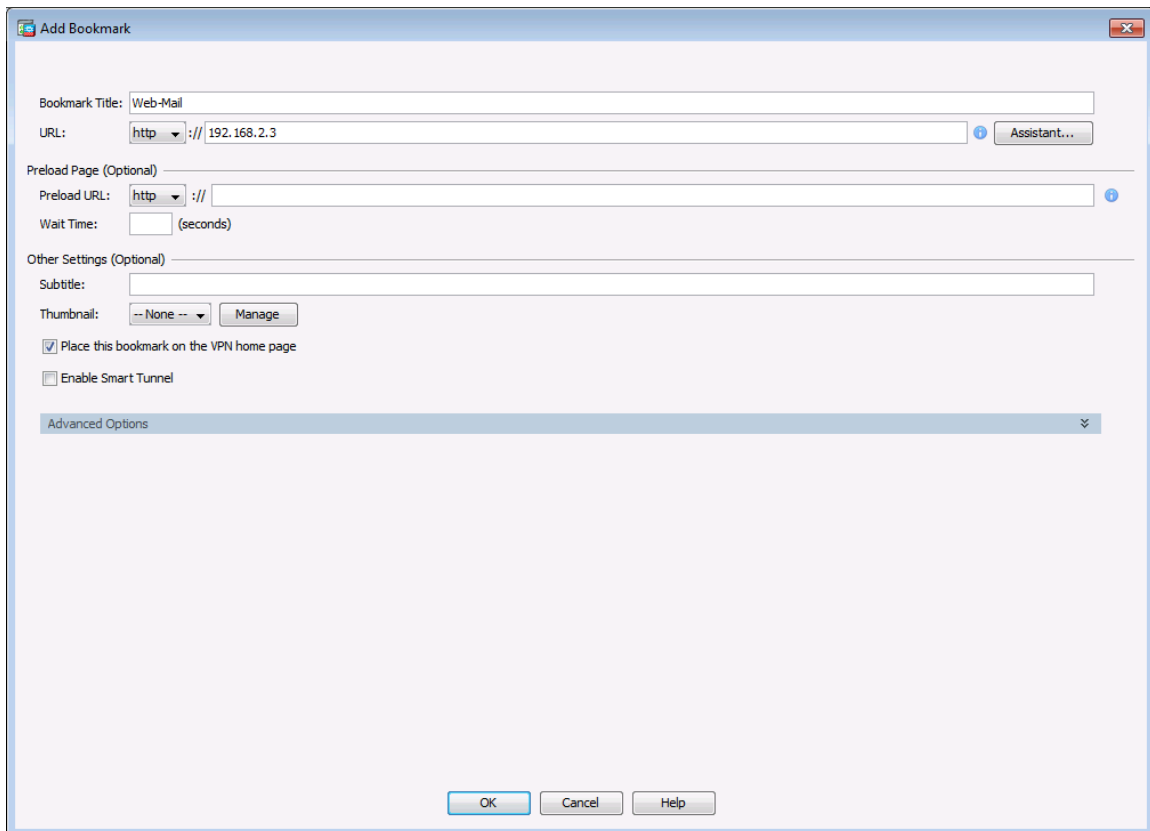 Add Bookmark
Bookmark Title: Web-Mail
URL: http :// 192.168.2.3 Assistant...
Preload Page (Optional)
Preload URL: http ://
Wait Time: (seconds)
Other Settings (Optional)
Subtitle:
Thumbnail: -- None -- Manage
Place this bookmark on the VPN home page
Enable Smart Tunnel
Advanced Options
OK Cancel Help